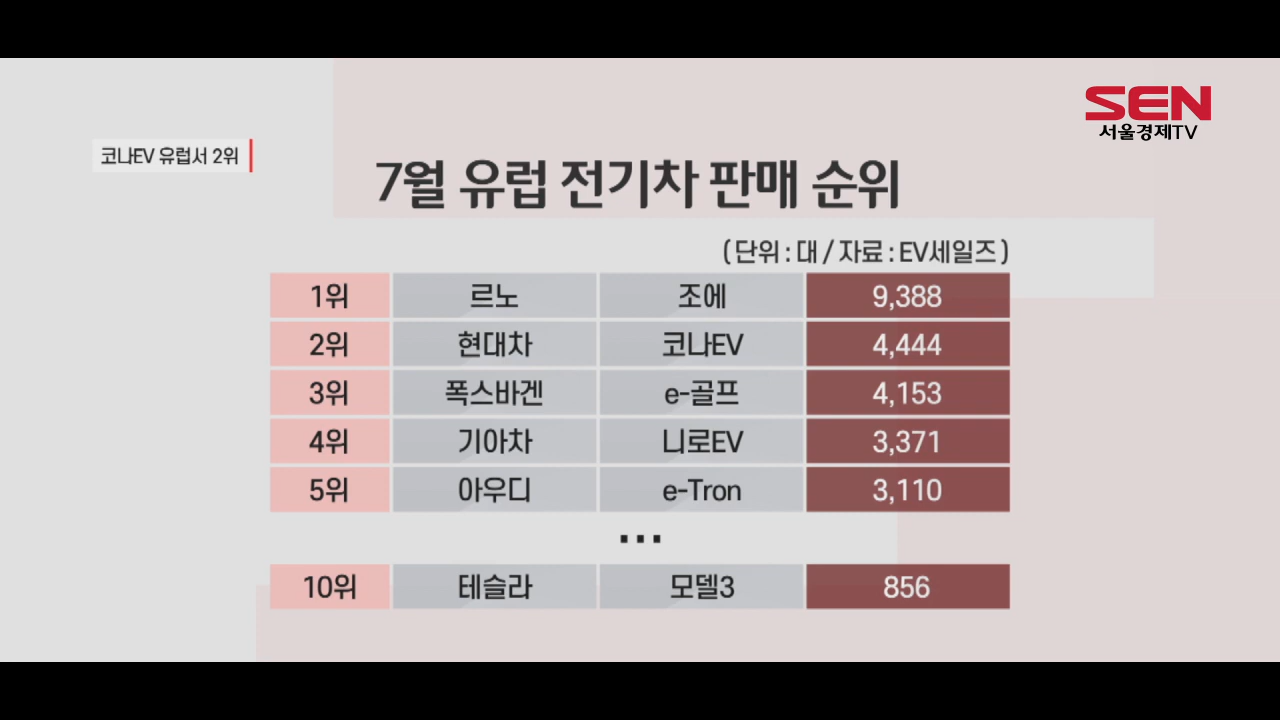 SEN
서울경제TV
코나EV 유럽서 2위
7월 유럽 전기차 판매 순위
( 단위 : 대 / 자료 : EV세일즈 )
1위 르노 조에 9,388
2위 현대차 코나EV 4,444
3위 폭스바겐 e-골프 4,153
4위 기아차 니로EV 3,371
5위 아우디 e-Tron 3,110
...
10위 테슬라 모델3 856